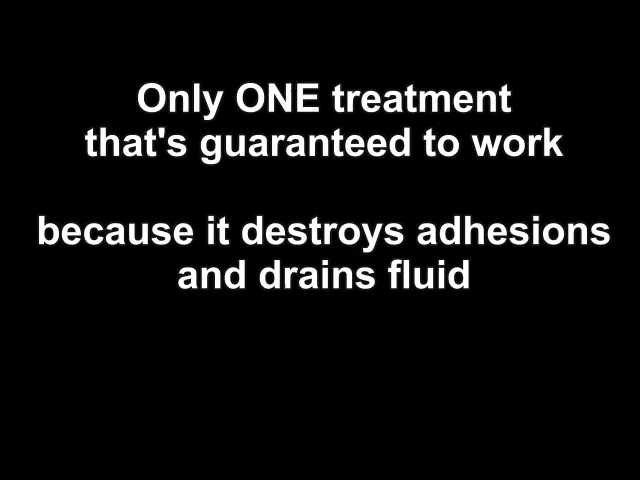 Only ONE treatment
that's guaranteed to work
because it destroys adhesions
and drains fluid